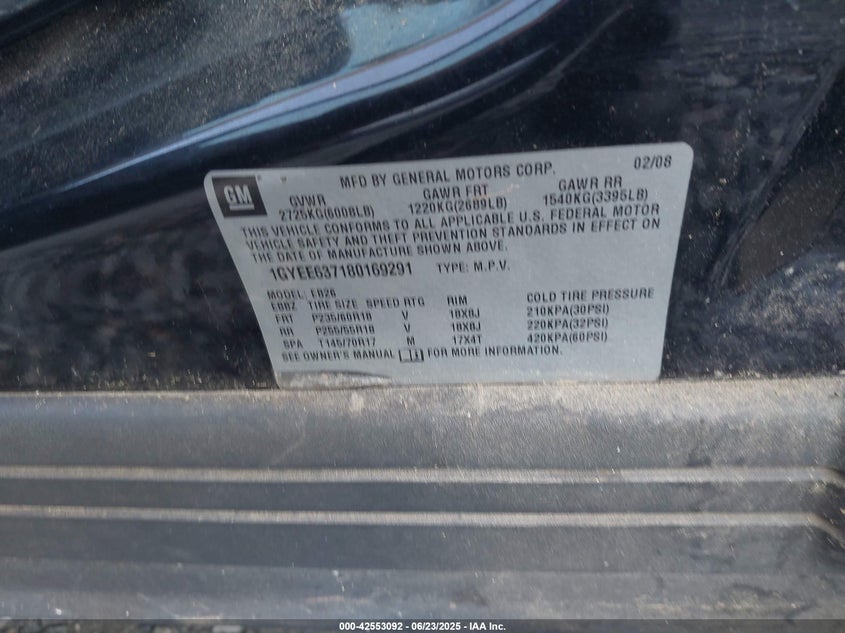 GM
MFD BY GENERAL MOTORS CORP. 02/08
GVWR GAWR FRT GAWR RR
2725KG(6008LB) 1220KG(2689LB) 1540KG(3395LB)
THIS VEHICLE CONFORMS TO ALL APPLICABLE U.S. FEDERAL MOTOR
VEHICLE SAFETY AND THEFT PREVENTION STANDARDS IN EFFECT ON
THE DATE OF MANUFACTURE SHOWN ABOVE.
1GYEE637180169291 TYPE: M.P.V.
MODEL: ER26
EBIZ TIRE SIZE SPEED RTG RIM COLD TIRE PRESSURE
FRT P235/60R18 V 18X8J 210KPA(30PSI)
RR P255/55R18 V 18X8J 220KPA(32PSI)
SPA T145/70R17 M 17X4T 420KPA(60PSI)
SEE OWNER'S MANUAL FOR MORE INFORMATION.
000-42553092 - 06/23/2025 - IAA Inc.